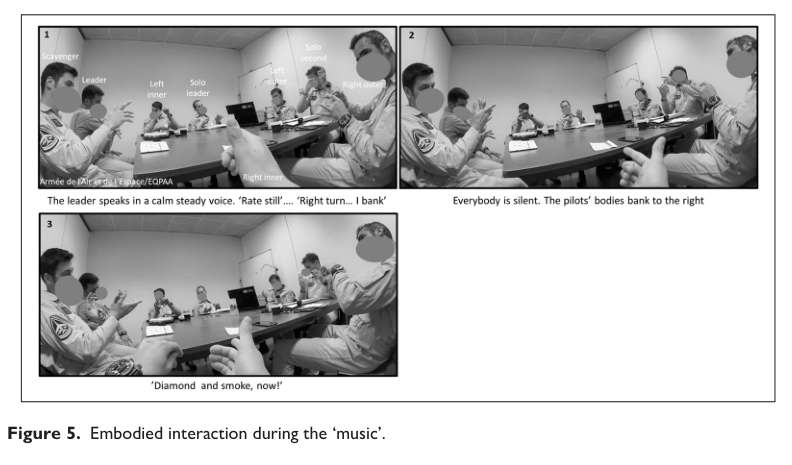 1
Scavenger
Leader
Left
inner
Solo
leader
Left
Solo
second
Right outer
Armée de l'Air et de l'Espace/EQPAA
Right inner
The leader speaks in a calm steady voice. ‘Rate still’.... ‘Right turn... I bank’
2
Everybody is silent. The pilots’ bodies bank to the right
3
‘Diamond and smoke, now!’
Figure 5. Embodied interaction during the ‘music’.